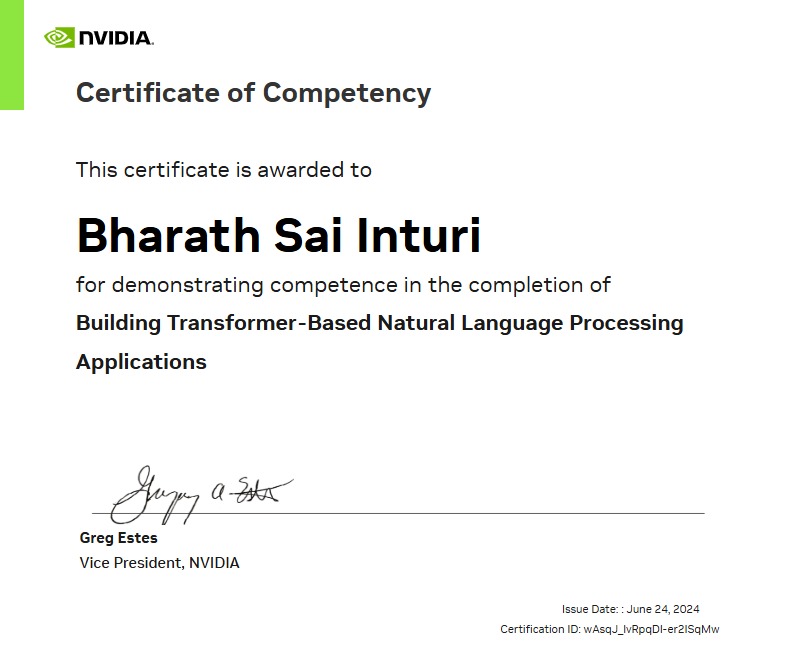 NVIDIA.
Certificate of Competency
This certificate is awarded to
Bharath Sai Inturi
for demonstrating competence in the completion of
Building Transformer-Based Natural Language Processing
Applications
Gregory A Estes
Greg Estes
Vice President, NVIDIA
Issue Date: : June 24, 2024
Certification ID: wAsqJ_IvRpqDI-er2ISqMw